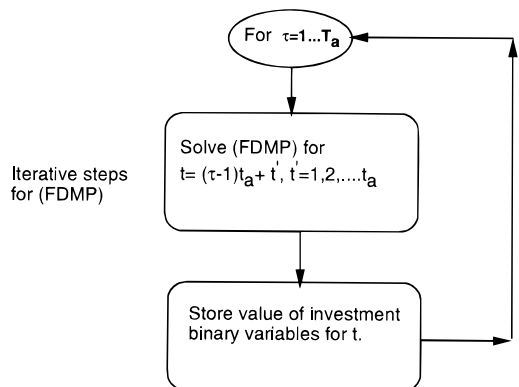 For τ=1...Ta
Solve (FDMP) for
t= (τ-1)ta+ t', t'=1,2,....ta
Iterative steps
for (FDMP)
Store value of investment
binary variables for t.